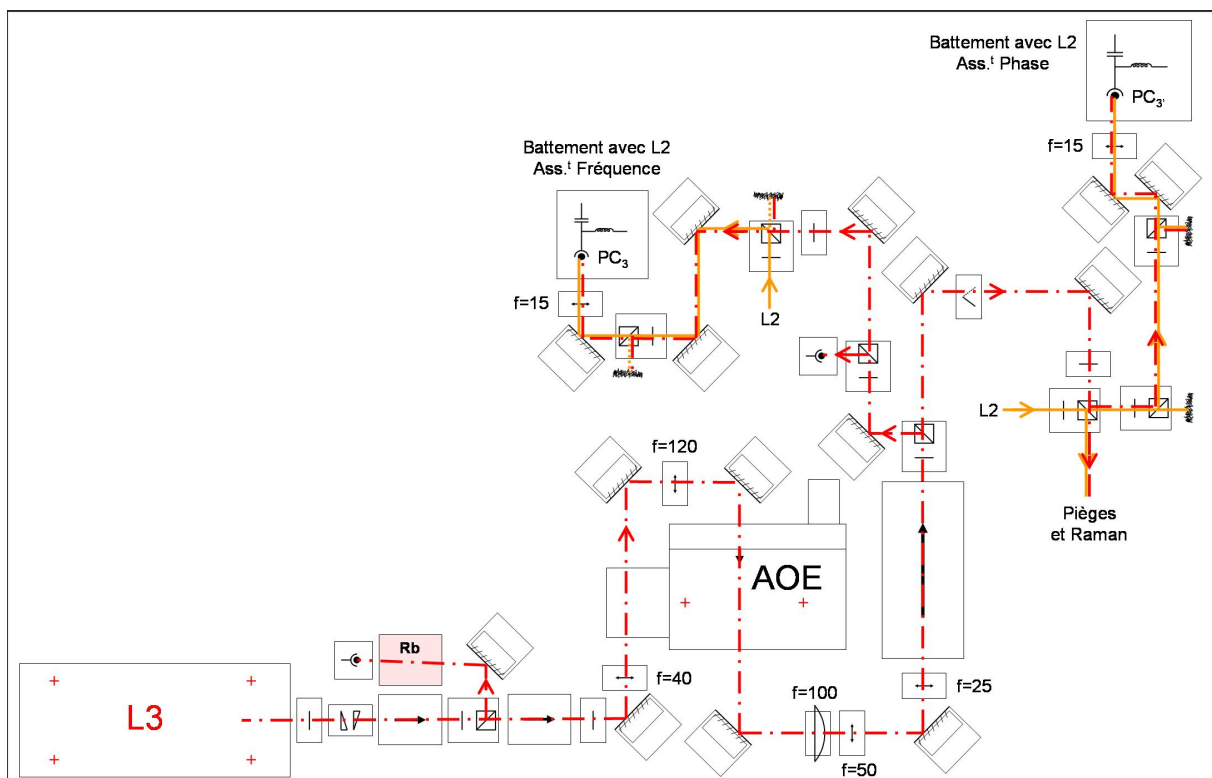 Battement avec L2
Ass.t Phase
PC3'
f=15
Battement avec L2
Ass.t Fréquence
PC3
f=15
L2
L2
f=120
Pièges
et Raman
AOE
Rb
L3
f=40
f=100
f=25
f=50